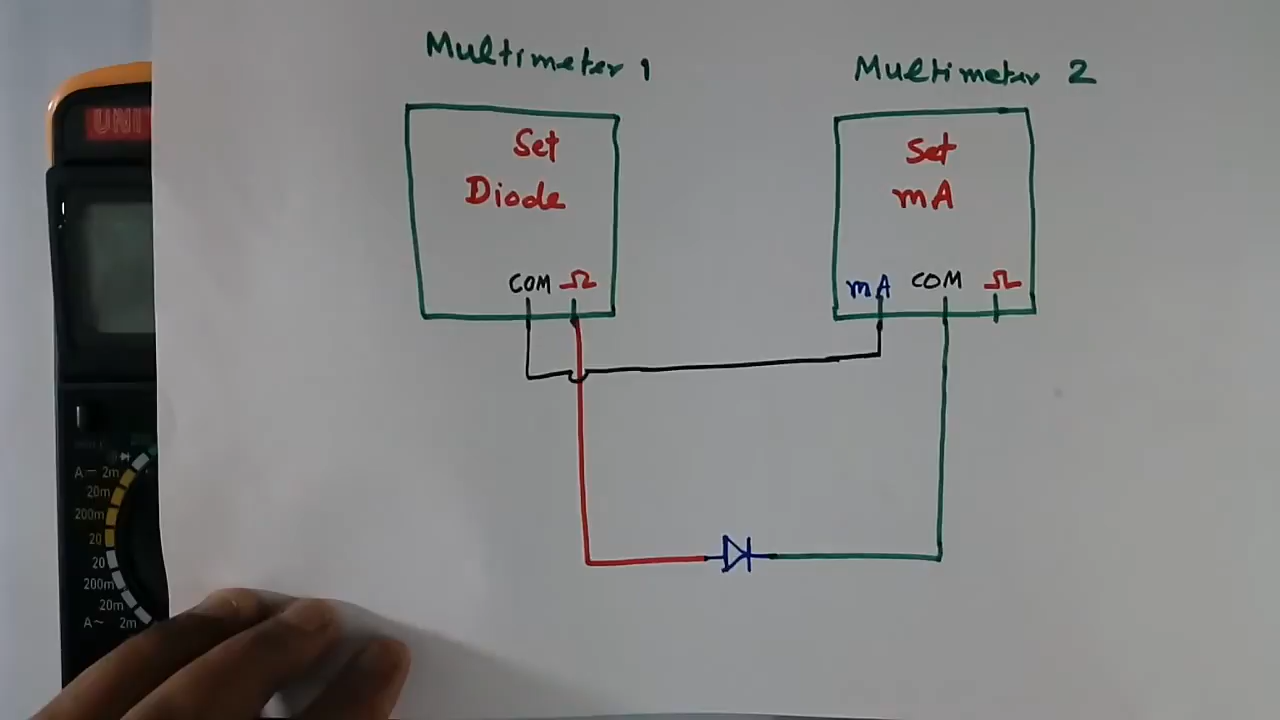 Multimeter 1
Multimeter 2
Set
Diode
COM Ω
Set
mA
mA COM Ω
UNI
A⎓ 2m
20m
200m
20
20
200m
20m
A~ 2m